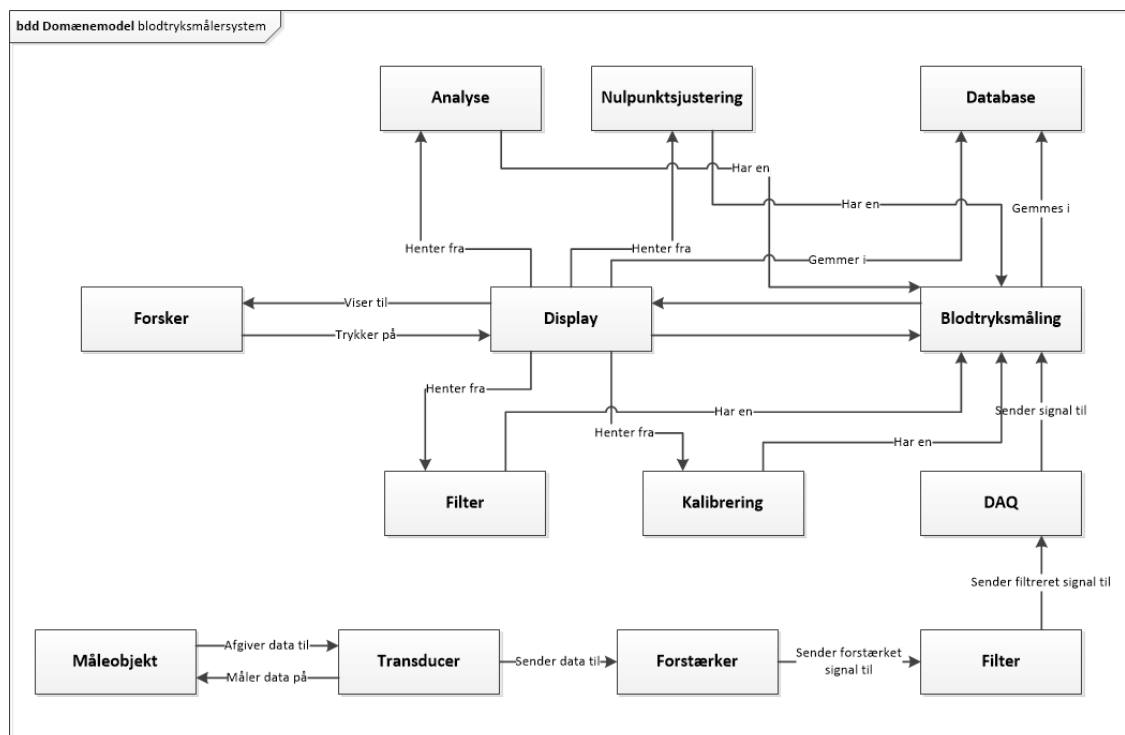 bdd Domænemodel blodtryksmålersystem
Analyse
Nulpunktsjustering
Database
Har en
Har en
Gemmes i
Henter fra
Henter fra
Gemmer i
Forsker
Viser til
Trykker på
Display
Blodtryksmåling
Henter fra
Har en
Sender signal til
Henter fra
Har en
Filter
Kalibrering
DAQ
Sender filtreret signal til
Måleobjekt
Afgiver data til
Måler data på
Transducer
Sender data til
Forstærker
Sender forstærket
signal til
Filter